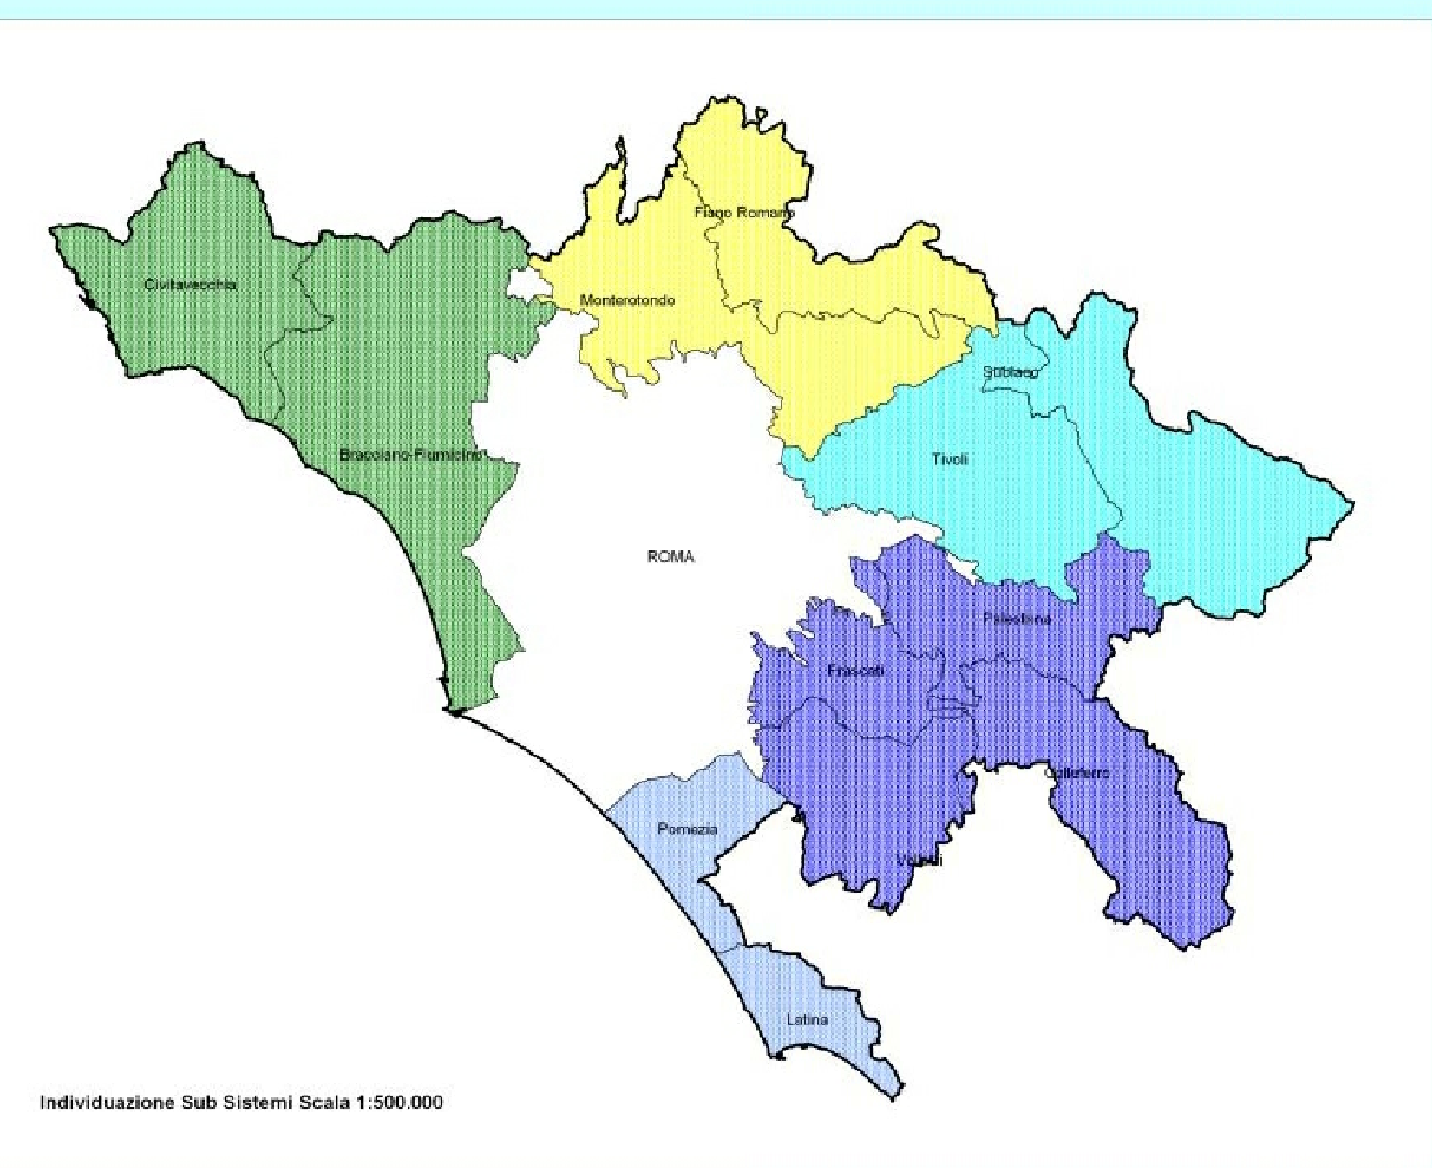 Fiano Romano
Civitavecchia
Monterotondo
Subiaco
Bracciano-Fiumicino
Tivoli
ROMA
Palestrina
Frascati
Colleferro
Pomezia
Velletri
Latina
Individuazione Sub Sistemi Scala 1:500.000